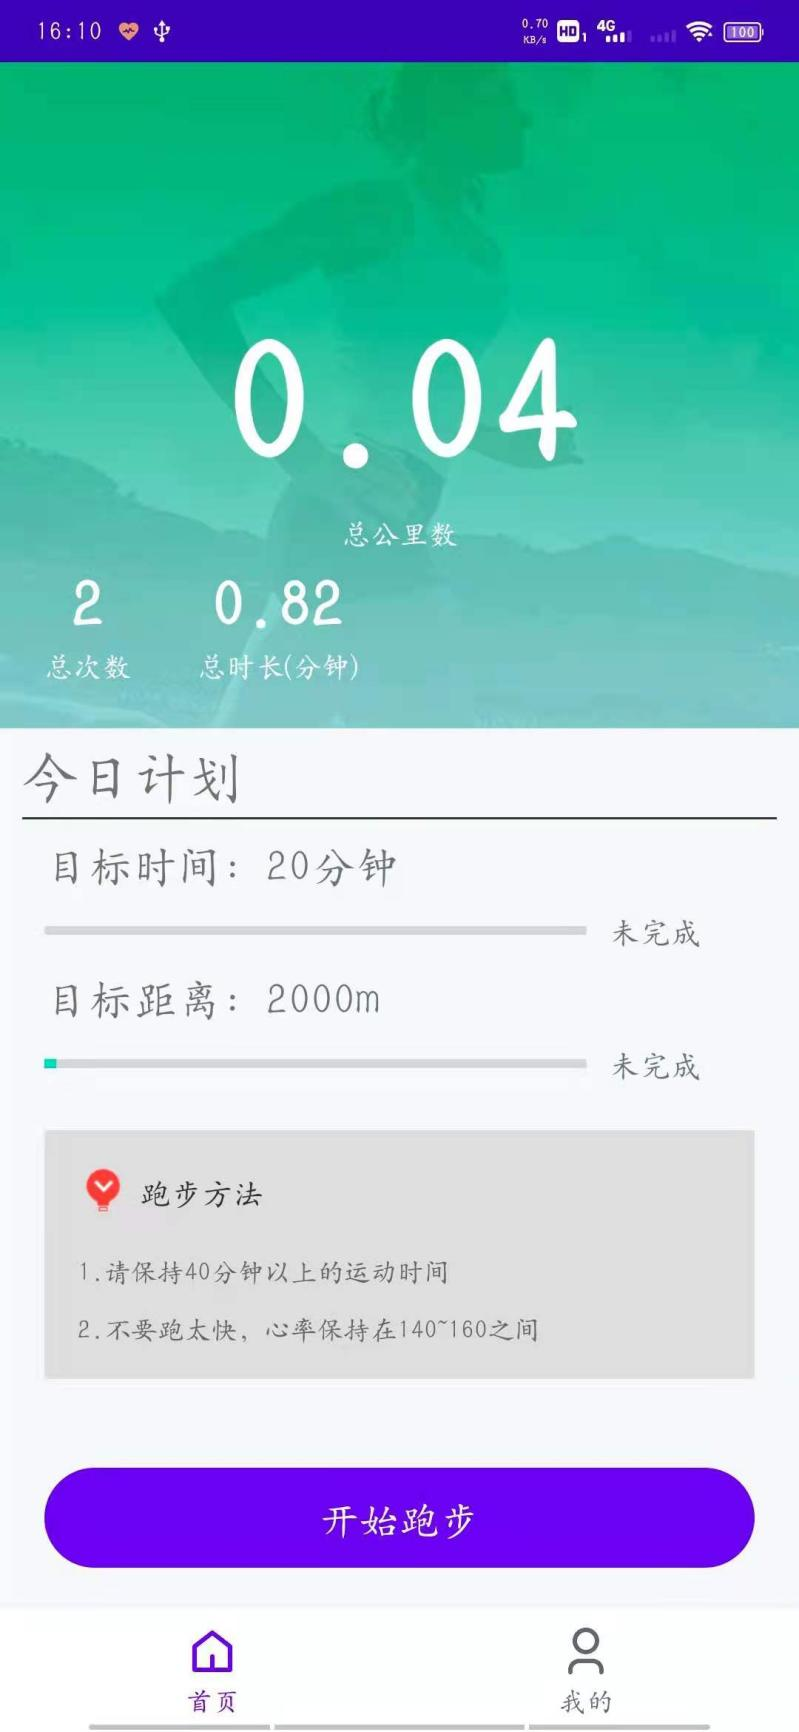 16:10
0.70
KB/s
HD 1
4G
100
0.04
总公里数
2
0.82
总次数
总时长(分钟)
今日计划
目标时间: 20分钟
未完成
目标距离: 2000m
未完成
跑步方法
1.请保持40分钟以上的运动时间
2.不要跑太快，心率保持在140~160之间
开始跑步
首页
我的